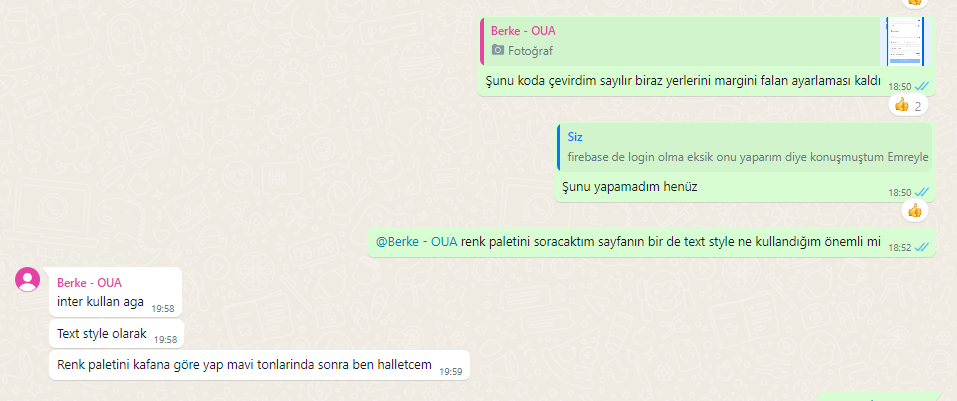 Berke - OUA
Fotoğraf
Şunu koda çevirdim sayılır biraz yerlerini margini falan ayarlaması kaldı 18:50
2
Siz
firebase de login olma eksik onu yaparım diye konuşmuştum Emreyle
Şunu yapamadım henüz 18:50
@Berke - OUA renk paletini soracaktım sayfanın bir de text style ne kullandığım önemli mi 18:52
Berke - OUA
inter kullan aga 19:58
Text style olarak 19:58
Renk paletini kafana göre yap mavi tonlarinda sonra ben halletcem 19:59